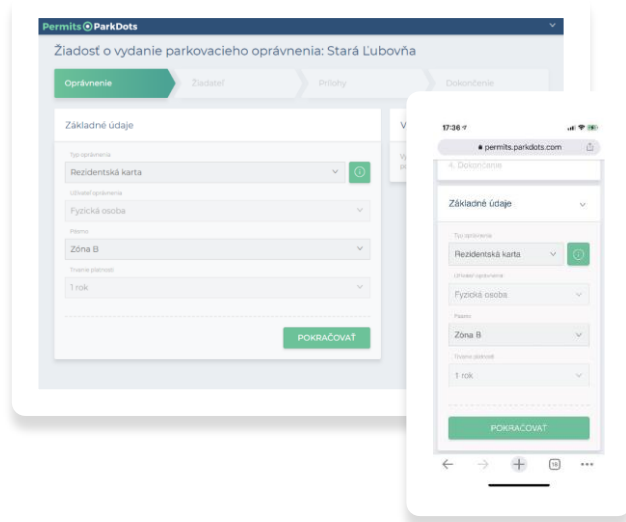 Permits ParkDots
Žiadosť o vydanie parkovacieho oprávnenia: Stará Ľubovňa
Oprávnenie
Žiadateľ
Prílohy
Dokončenie
Základné údaje
Typ oprávnenia
Rezidentská karta
Užívateľ oprávnenia
Fyzická osoba
Pásmo
Zóna B
Trvanie platnosti
1 rok
POKRAČOVAŤ
17:36
permits.parkdots.com
4. Dokončenie
Základné údaje
Typ oprávnenia
Rezidentská karta
Užívateľ oprávnenia
Fyzická osoba
Pásmo
Zóna B
Trvanie platnosti
1 rok
POKRAČOVAŤ